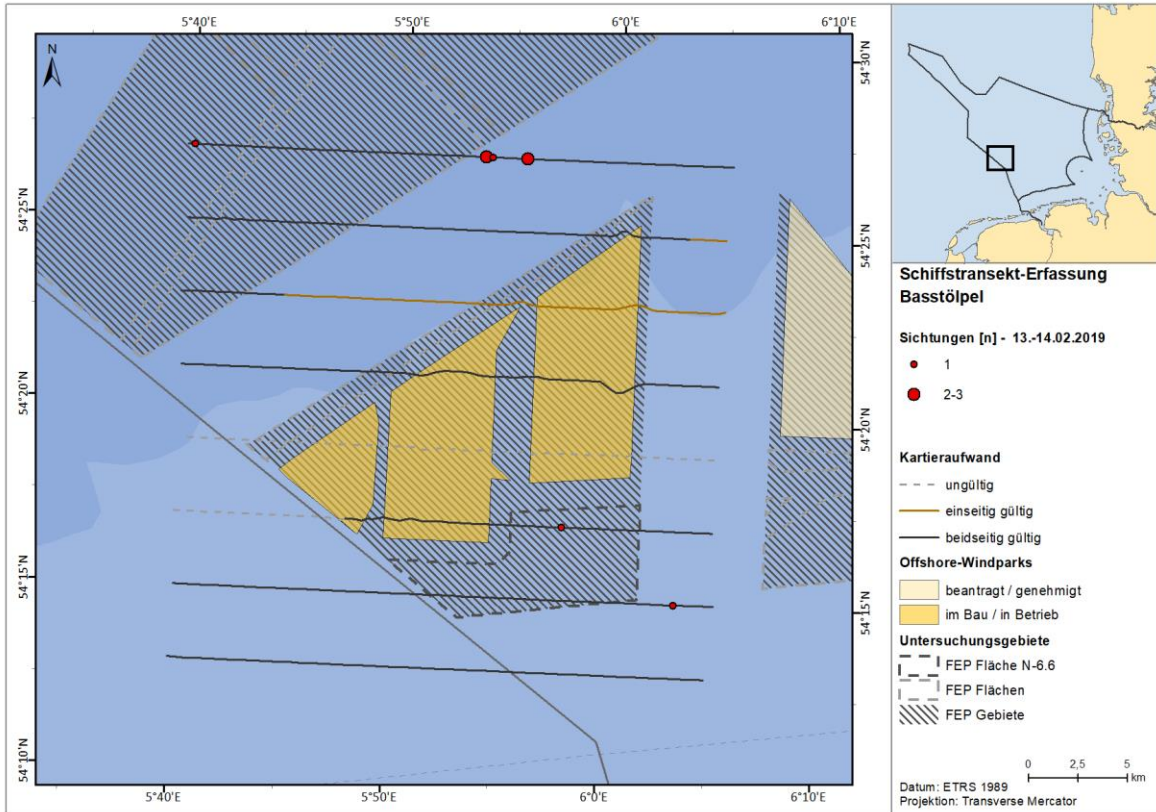 5°40'E 5°50'E 6°0'E 6°10'E
N
54°30'N
54°25'N
54°25'N
54°20'N
54°20'N
54°15'N
54°15'N
54°10'N
5°40'E 5°50'E 6°0'E 6°10'E
Schiffstransekt-Erfassung
Basstölpel
Sichtungen [n] - 13.-14.02.2019
1
2-3
Kartieraufwand
ungültig
einseitig gültig
beidseitig gültig
Offshore-Windparks
beantragt / genehmigt
im Bau / in Betrieb
Untersuchungsgebiete
FEP Fläche N-6.6
FEP Flächen
FEP Gebiete
0 2,5 5
km
Datum: ETRS 1989
Projektion: Transverse Mercator